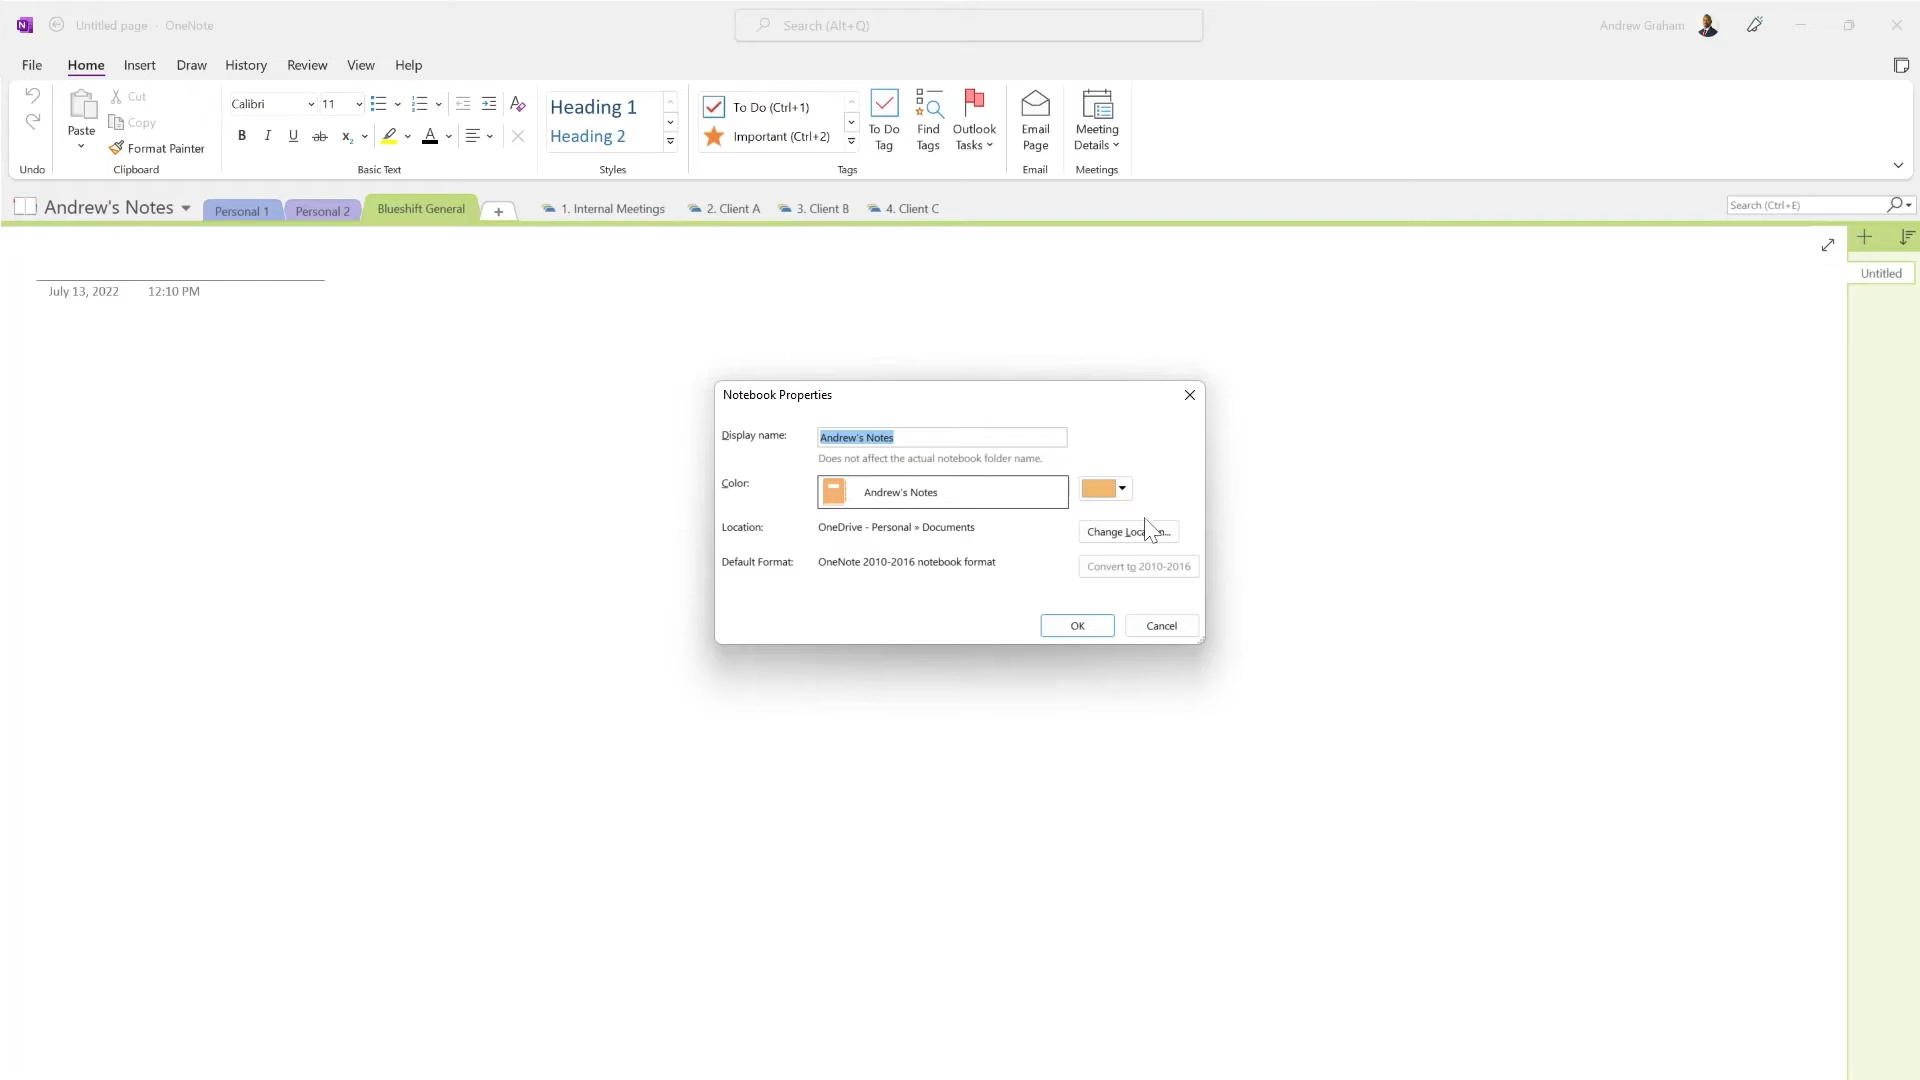 Untitled page · OneNote
Search (Alt+Q)
Andrew Graham
File Home Insert Draw History Review View Help
Paste
Cut
Copy
Format Painter
Calibri 11
B I U ab x₂ A
Heading 1
Heading 2
To Do (Ctrl+1)
Important (Ctrl+2)
To Do Tag
Find Tags
Outlook Tasks
Email Page
Meeting Details
Undo Clipboard Basic Text Styles Tags Email Meetings
Andrew's Notes Personal 1 Personal 2 Blueshift General + 1. Internal Meetings 2. Client A 3. Client B 4. Client C
Search (Ctrl+E)
Untitled
July 13, 2022 12:10 PM
Notebook Properties
Display name: Andrew's Notes
Does not affect the actual notebook folder name.
Color: Andrew's Notes
Location: OneDrive - Personal » Documents Change
Default Format: OneNote 2010-2016 notebook format Convert to 2010-2016
OK Cancel